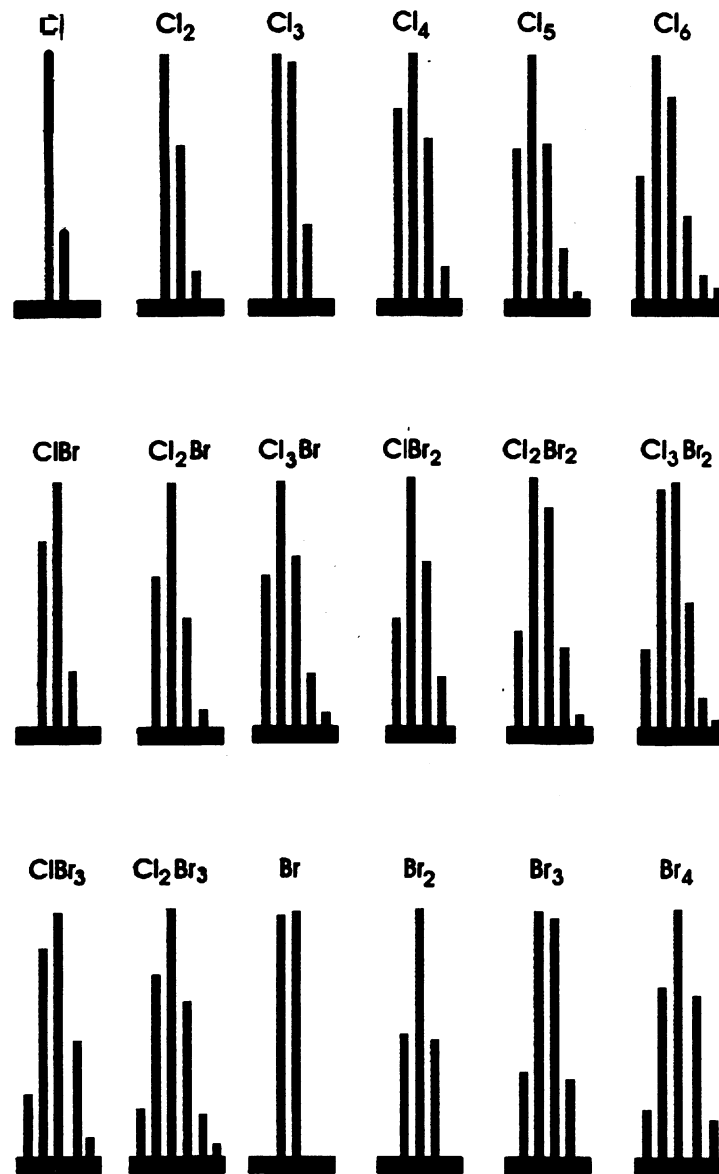 Cl Cl₂ Cl₃ Cl₄ Cl₅ Cl₆
ClBr Cl₂Br Cl₃Br ClBr₂ Cl₂Br₂ Cl₃Br₂
ClBr₃ Cl₂Br₃ Br Br₂ Br₃ Br₄